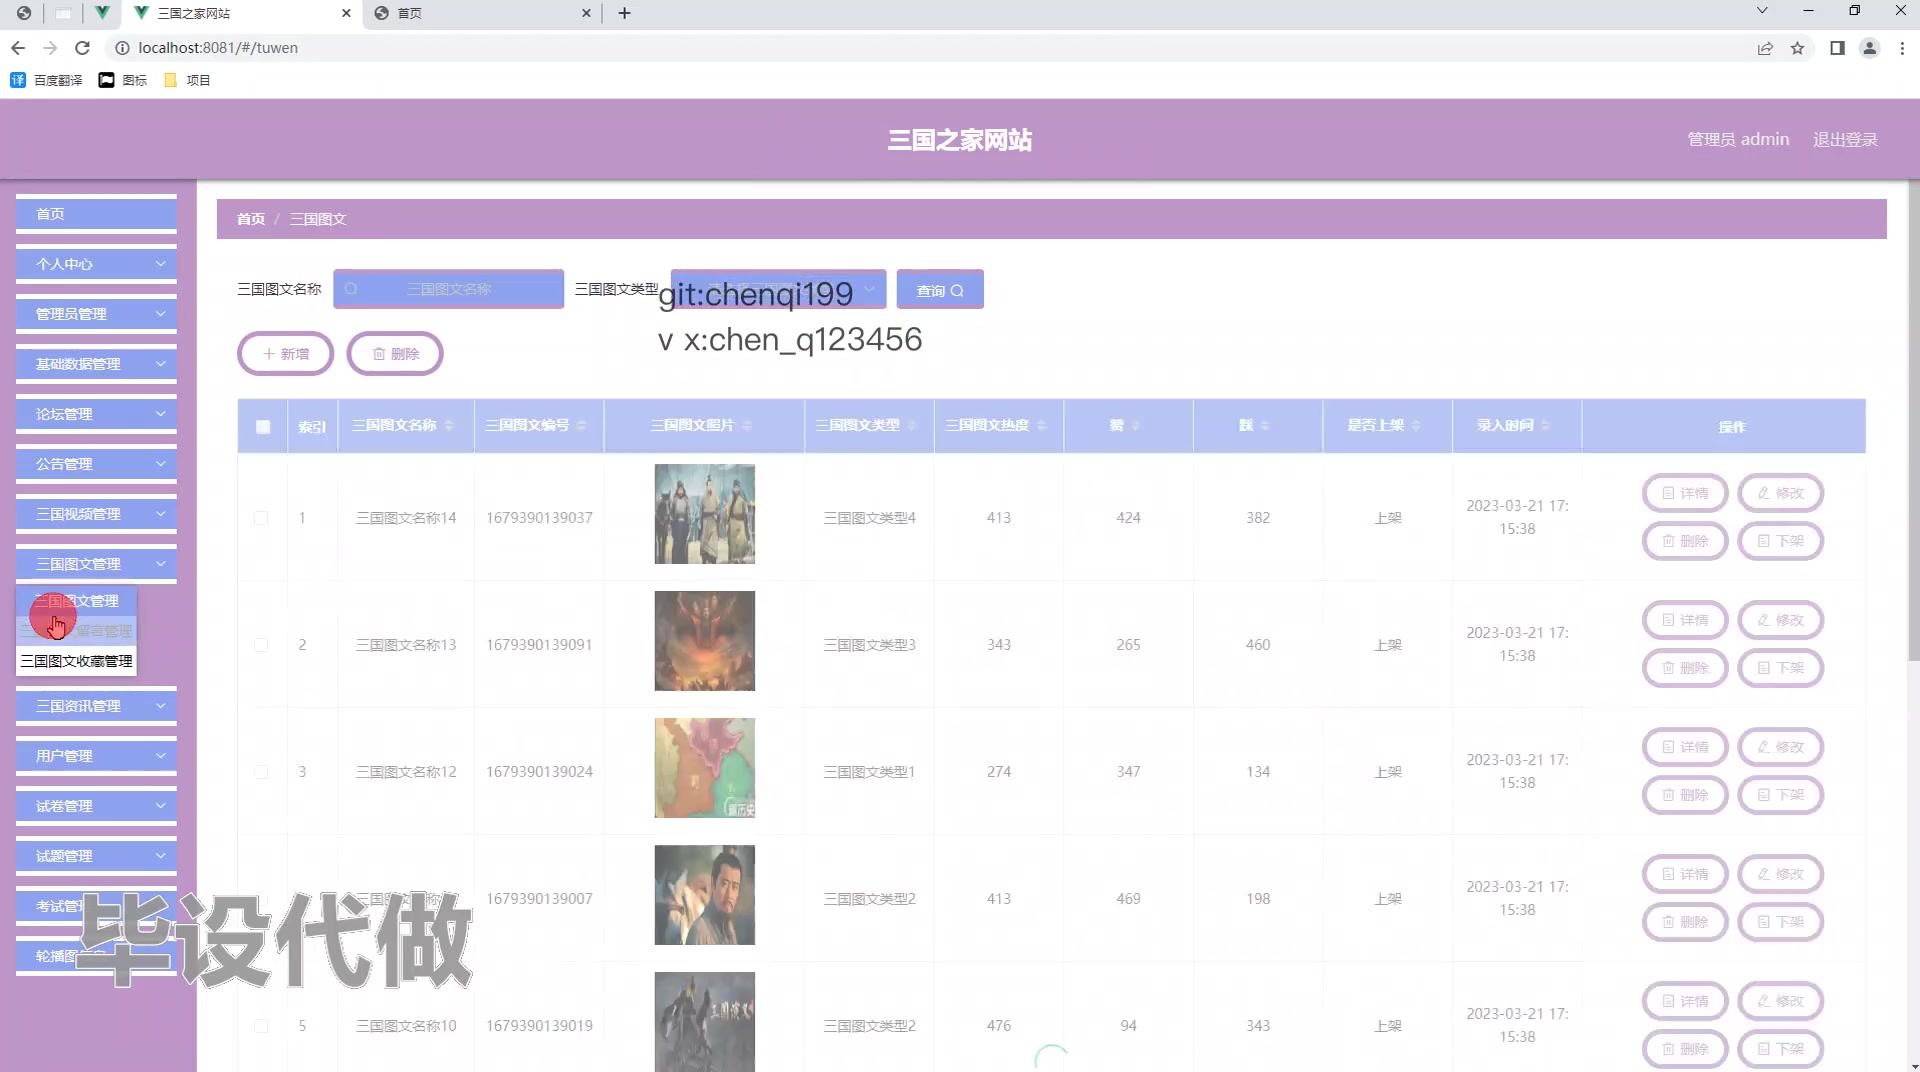 三国之家网站
首页
localhost:8081/#/tuwen
百度翻译
图标
项目
三国之家网站
管理员 admin
退出登录
首页
个人中心
管理员管理
基础数据管理
论坛管理
公告管理
三国视频管理
三国图文管理
三国图文管理
留言管理
三国图文收藏管理
三国资讯管理
用户管理
试卷管理
试题管理
考试管
轮播图
首页 / 三国图文
三国图文名称
三国图文名称
三国图文类型
查询
git:chenqi199
v x:chen_q123456
新增
删除
索引 三国图文名称 三国图文编号 三国图文照片 三国图文类型 三国图文热度 赞 踩 是否上架 录入时间 操作
1 三国图文名称14 1679390139037 三国图文类型4 413 424 382 上架 2023-03-21 17:
15:38
详情 修改
删除 下架
2 三国图文名称13 1679390139091 三国图文类型3 343 265 460 上架 2023-03-21 17:
15:38
详情 修改
删除 下架
3 三国图文名称12 1679390139024 三国图文类型1 274 347 134 上架 2023-03-21 17:
15:38
详情 修改
删除 下架
1679390139007 三国图文类型2 413 469 198 上架 2023-03-21 17:
15:38
详情 修改
删除 下架
5 三国图文名称10 1679390139019 三国图文类型2 476 94 343 上架 2023-03-21 17:
15:38
详情 修改
删除 下架
毕设代做